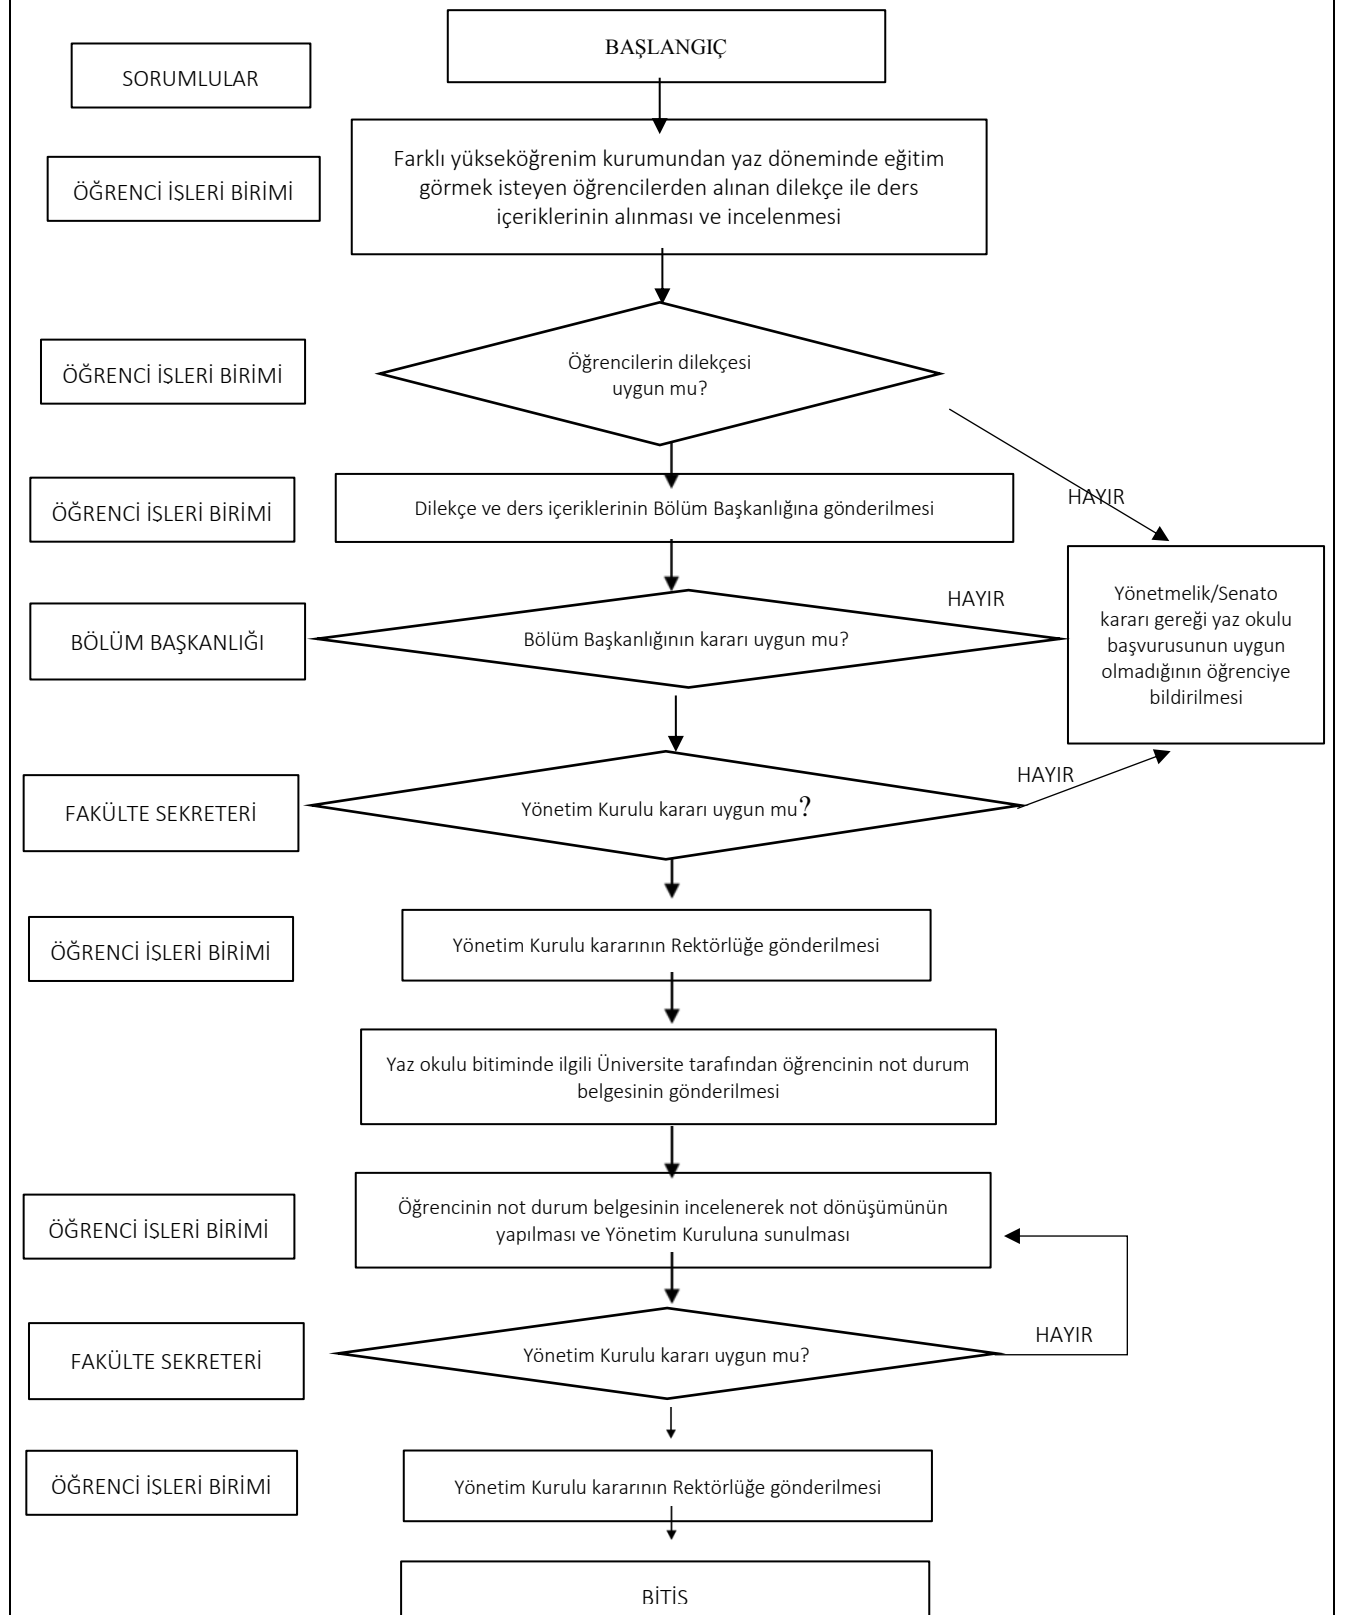 BAŞLANGIÇ
SORUMLULAR
ÖĞRENCİ İŞLERİ BİRİMİ
Farklı yükseköğrenim kurumundan yaz döneminde eğitim
görmek isteyen öğrencilerden alınan dilekçe ile ders
içeriklerinin alınması ve incelenmesi
ÖĞRENCİ İŞLERİ BİRİMİ
Öğrencilerin dilekçesi
uygun mu?
HAYIR
ÖĞRENCİ İŞLERİ BİRİMİ
Dilekçe ve ders içeriklerinin Bölüm Başkanlığına gönderilmesi
BÖLÜM BAŞKANLIĞI
Bölüm Başkanlığının kararı uygun mu?
HAYIR
Yönetmelik/Senato
kararı gereği yaz okulu
başvurusunun uygun
olmadığının öğrenciye
bildirilmesi
FAKÜLTE SEKRETERİ
Yönetim Kurulu kararı uygun mu?
HAYIR
ÖĞRENCİ İŞLERİ BİRİMİ
Yönetim Kurulu kararının Rektörlüğe gönderilmesi
Yaz okulu bitiminde ilgili Üniversite tarafından öğrencinin not durum
belgesinin gönderilmesi
ÖĞRENCİ İŞLERİ BİRİMİ
Öğrencinin not durum belgesinin incelenerek not dönüşümünün
yapılması ve Yönetim Kuruluna sunulması
FAKÜLTE SEKRETERİ
Yönetim Kurulu kararı uygun mu?
HAYIR
ÖĞRENCİ İŞLERİ BİRİMİ
Yönetim Kurulu kararının Rektörlüğe gönderilmesi
BİTİŞ